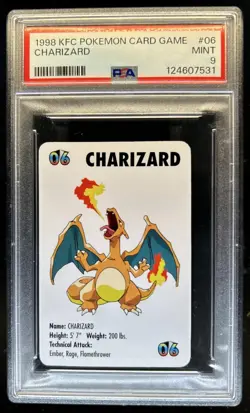 1998 KFC POKEMON CARD GAME #06
CHARIZARD MINT
9
PSA 124607531
06 CHARIZARD
Name: CHARIZARD
Height: 5' 7" Weight: 200 lbs.
Technical Attack:
Ember, Rage, Flamethrower
06